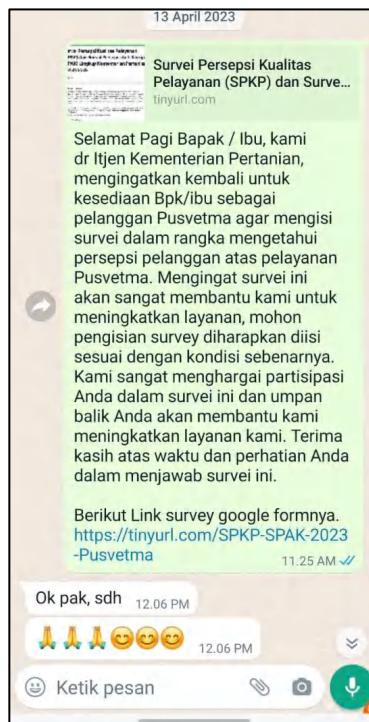 13 April 2023
Survei Persepsi Kualitas
Pelayanan (SPKP) dan Surve...
tinyurl.com
Selamat Pagi Bapak / Ibu, kami
dr Itjen Kementerian Pertanian,
mengingatkan kembali untuk
kesediaan Bpk/ibu sebagai
pelanggan Pusvetma agar mengisi
survei dalam rangka mengetahui
persepsi pelanggan atas pelayanan
Pusvetma. Mengingat survei ini
akan sangat membantu kami untuk
meningkatkan layanan, mohon
pengisian survey diharapkan diisi
sesuai dengan kondisi sebenarnya.
Kami sangat menghargai partisipasi
Anda dalam survei ini dan umpan
balik Anda akan membantu kami
meningkatkan layanan kami. Terima
kasih atas waktu dan perhatian Anda
dalam menjawab survei ini.
Berikut Link survey google formnya.
https://tinyurl.com/SPKP-SPAK-2023
-Pusvetma 11.25 AM
Ok pak, sdh 12.06 PM
🙏🙏🙏😊😊😊 12.06 PM
Ketik pesan